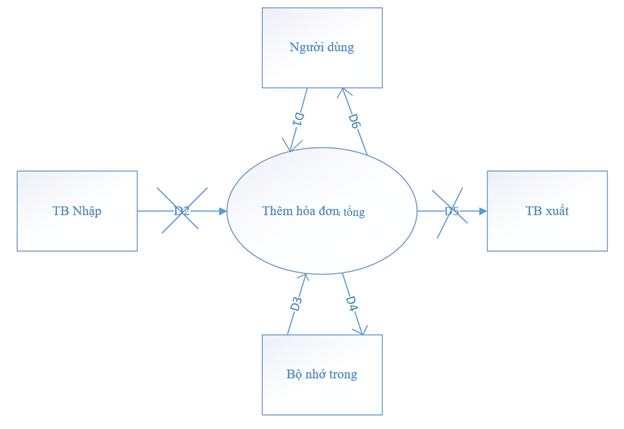 Người dùng
D1
D6
TB Nhập
D2
Thêm hóa đơn tổng
D5
TB xuất
D3
D4
Bộ nhớ trong